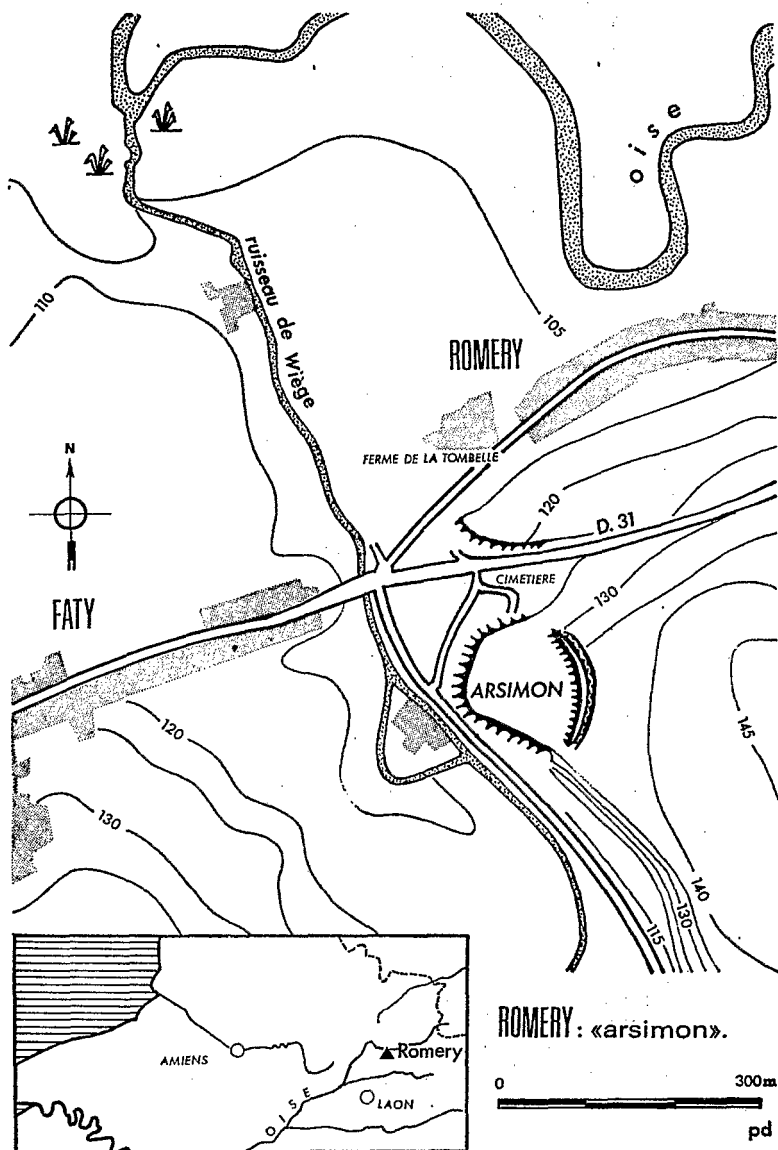 oise
ruisseau de Wiège
110
105
ROMERY
FERME DE LA TOMBELLE
N
120
D. 31
CIMETIERE
130
FATY
ARSIMON
145
120
130
140
130
115
ROMERY : «arsimon».
AMIENS
Romery
OISE
LAON
0 300m
pd